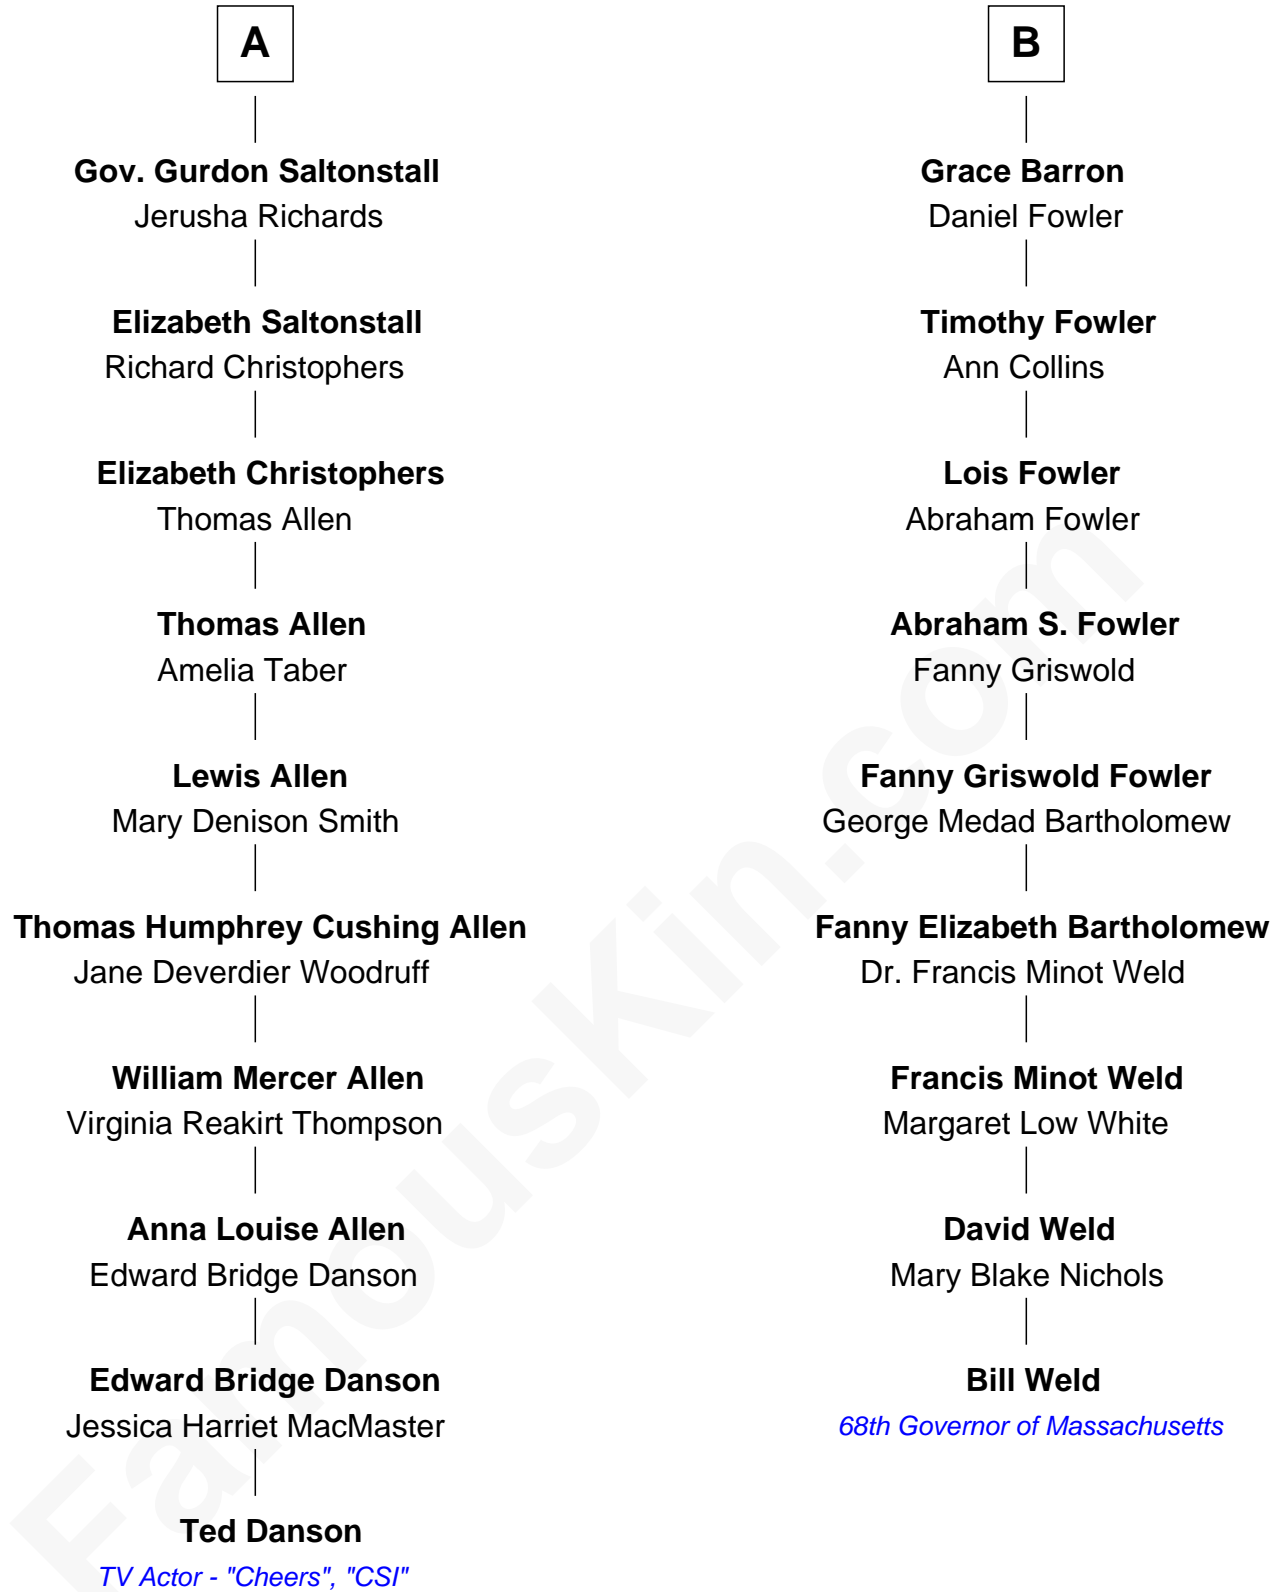 A
Gov. Gurdon Saltonstall
Jerusha Richards
Elizabeth Saltonstall
Richard Christophers
Elizabeth Christophers
Thomas Allen
Thomas Allen
Amelia Taber
Lewis Allen
Mary Denison Smith
Thomas Humphrey Cushing Allen
Jane Deverdier Woodruff
William Mercer Allen
Virginia Reakirt Thompson
Anna Louise Allen
Edward Bridge Danson
Edward Bridge Danson
Jessica Harriet MacMaster
Ted Danson
TV Actor - "Cheers", "CSI"
B
Grace Barron
Daniel Fowler
Timothy Fowler
Ann Collins
Lois Fowler
Abraham Fowler
Abraham S. Fowler
Fanny Griswold
Fanny Griswold Fowler
George Medad Bartholomew
Fanny Elizabeth Bartholomew
Dr. Francis Minot Weld
Francis Minot Weld
Margaret Low White
David Weld
Mary Blake Nichols
Bill Weld
68th Governor of Massachusetts
FamousKin.com